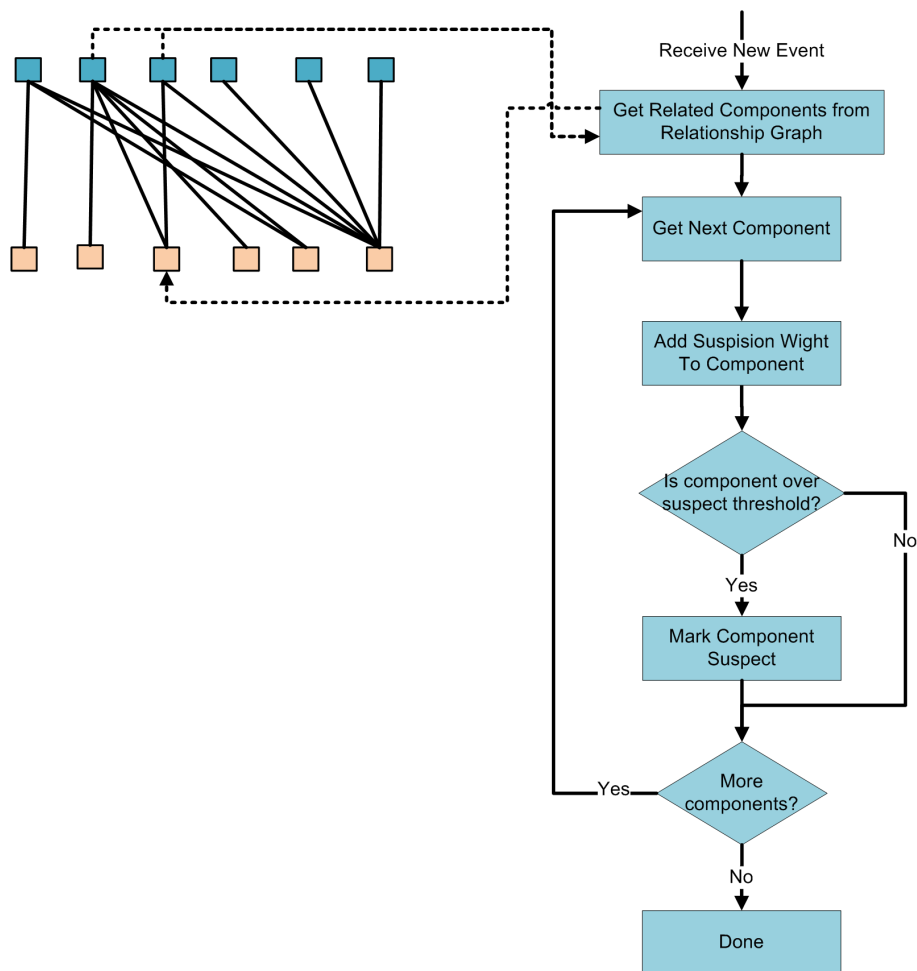 Receive New Event
Get Related Components from
Relationship Graph
Get Next Component
Add Suspision Wight
To Component
Is component over
suspect threshold?
No
Yes
Mark Component
Suspect
More
components?
Yes
No
Done